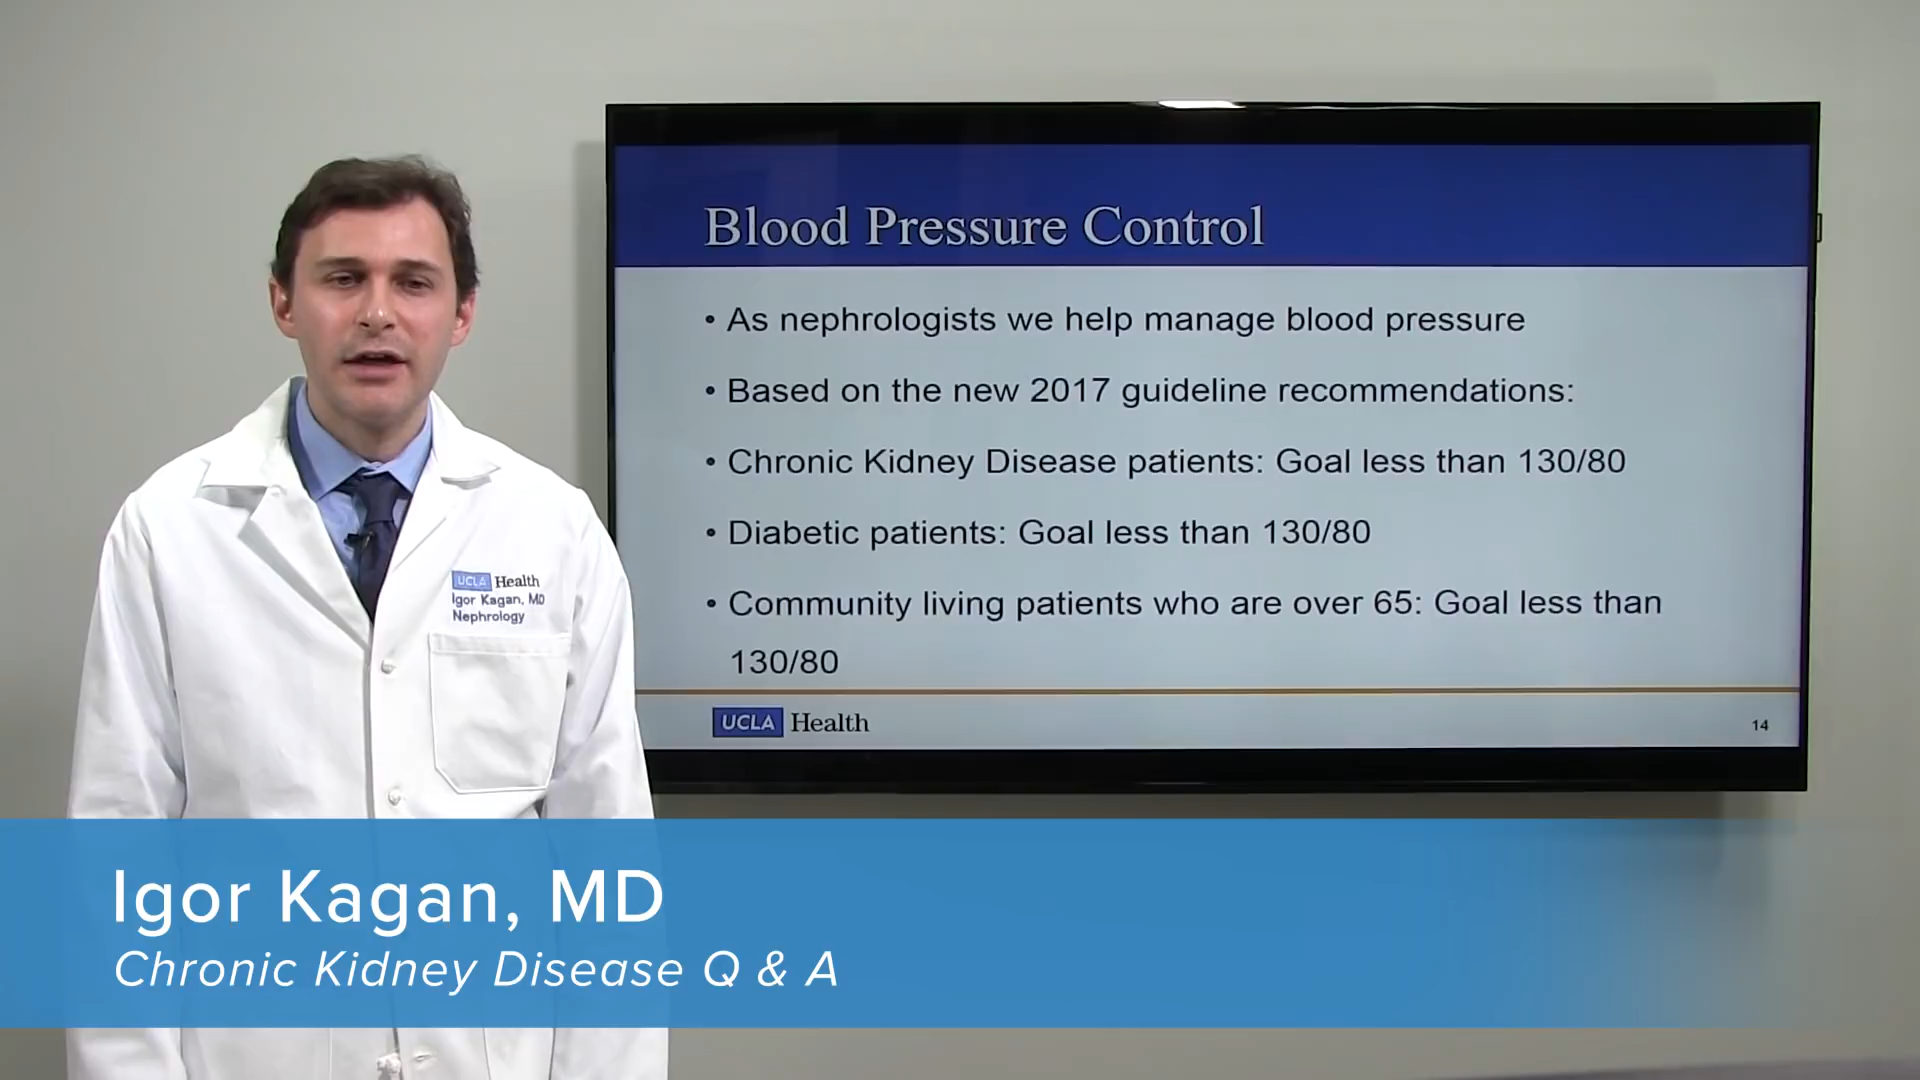 Blood Pressure Control
• As nephrologists we help manage blood pressure
• Based on the new 2017 guideline recommendations:
• Chronic Kidney Disease patients: Goal less than 130/80
• Diabetic patients: Goal less than 130/80
• Community living patients who are over 65: Goal less than
130/80
UCLA Health
14
UCLA Health
Igor Kagan, MD
Nephrology
Igor Kagan, MD
Chronic Kidney Disease Q & A